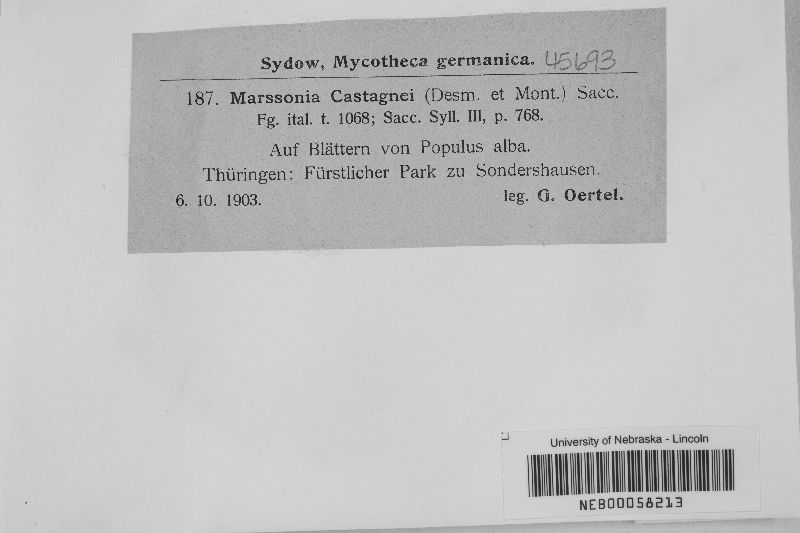 Sydow, Mycotheca germanica. 45693
187. Marssonia Castagnei (Desm. et Mont.) Sacc.
Fg. ital. t. 1068; Sacc. Syll. III, p. 768.
Auf Blättern von Populus alba.
Thüringen: Fürstlicher Park zu Sondershausen.
6. 10. 1903. leg. G. Oertel.
University of Nebraska - Lincoln
NEB00058213